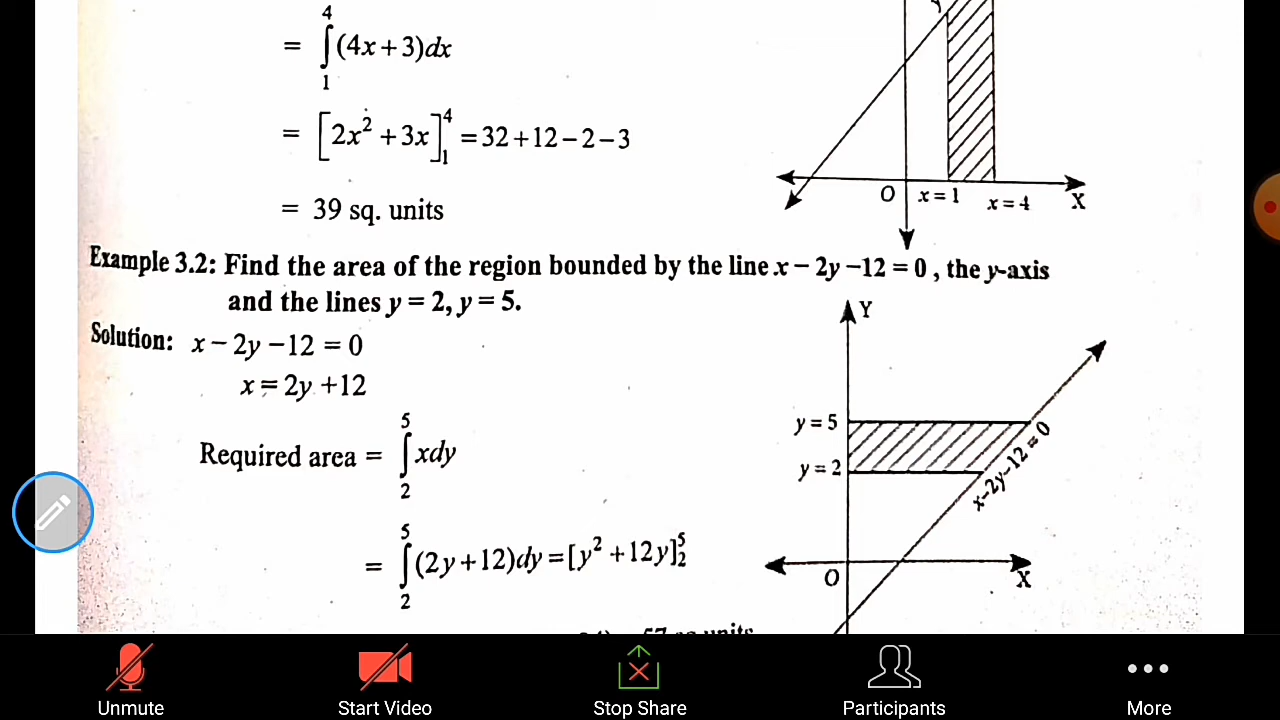 = ∫₁⁴ (4x+3)dx
= [2x² + 3x]₁⁴ = 32 + 12 − 2 − 3
= 39 sq. units
O x = 1 x = 4 X
Example 3.2: Find the area of the region bounded by the line x − 2y − 12 = 0, the y-axis
and the lines y = 2, y = 5.
Solution: x − 2y − 12 = 0
x = 2y + 12
Required area = ∫₂⁵ xdy
= ∫₂⁵ (2y + 12)dy = [y² + 12y]₂⁵
Y
y = 5
y = 2
x−2y−12 = 0
O X
57 sq units
Unmute
Start Video
Stop Share
Participants
More